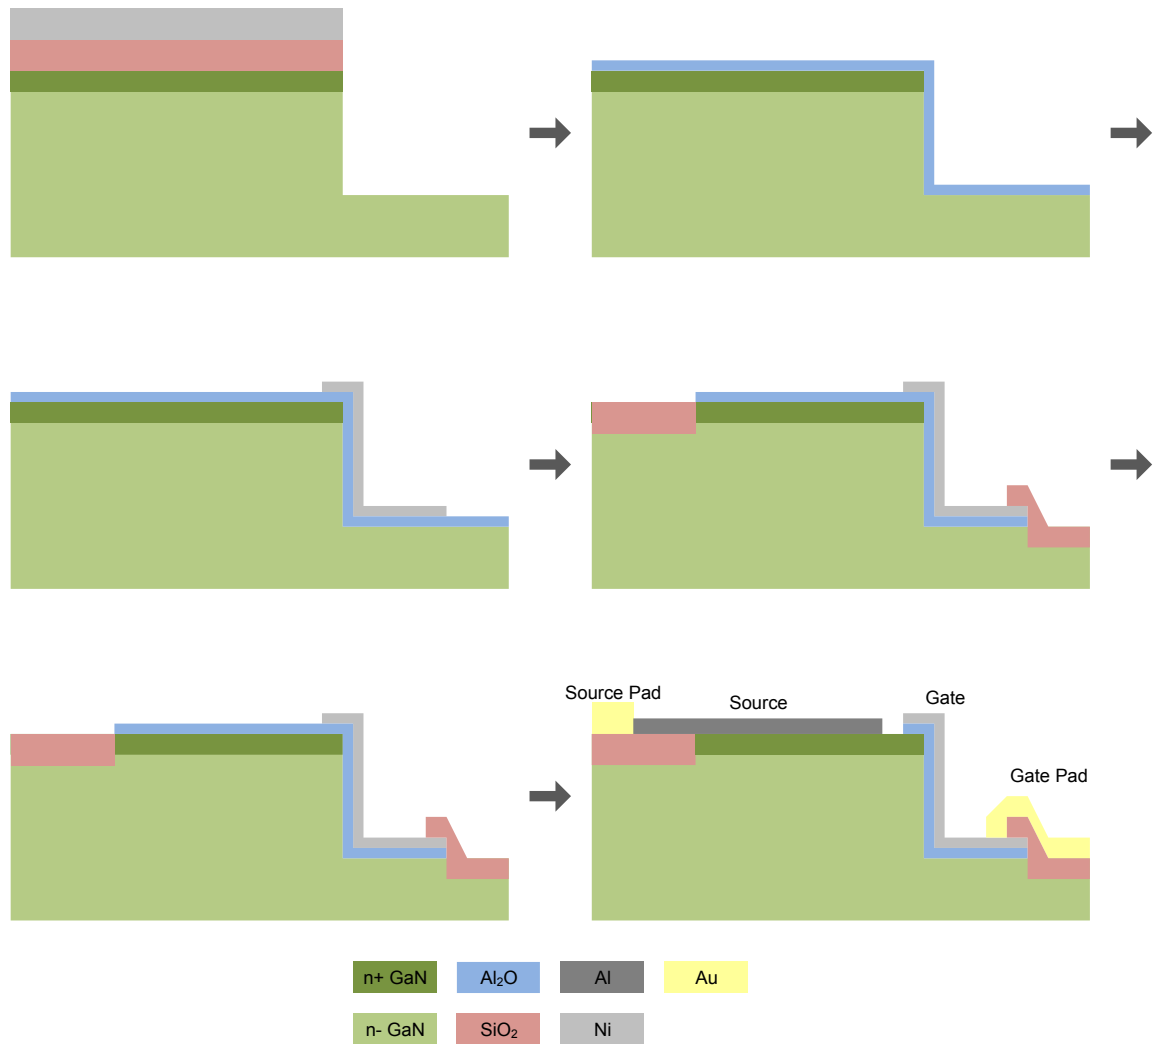 Source Pad
Source
Gate
Gate Pad
n+ GaN
Al₂O
Al
Au
n- GaN
SiO₂
Ni